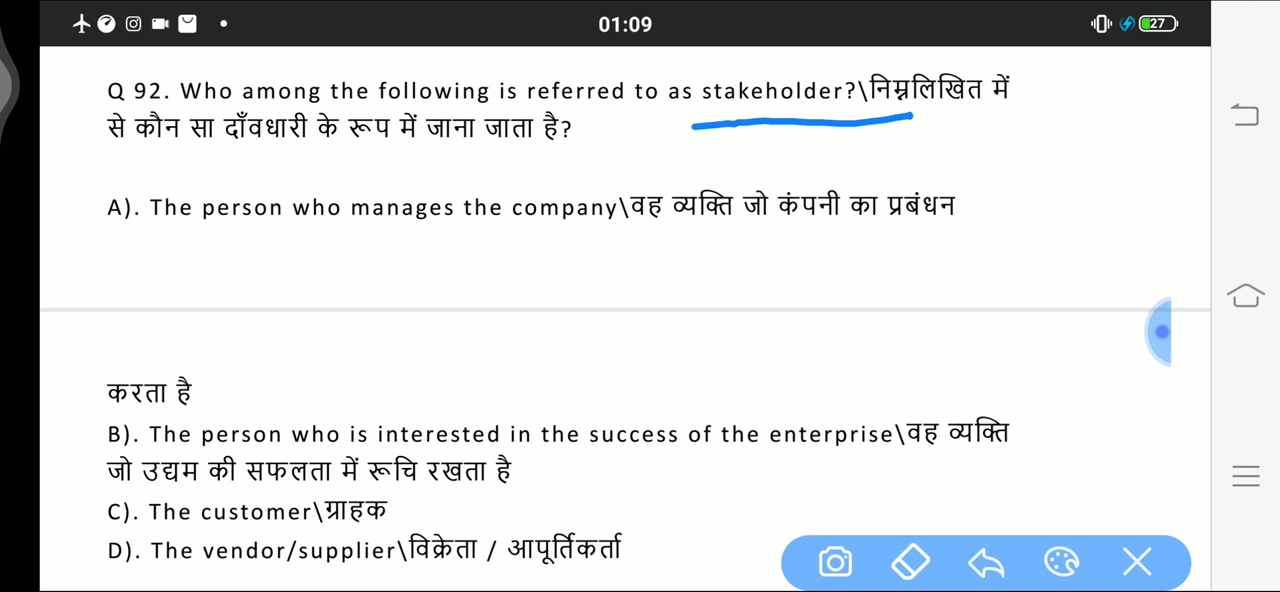 01:09
27
Q 92. Who among the following is referred to as stakeholder?\निम्नलिखित में
से कौन सा दाँवधारी के रूप में जाना जाता है?
A). The person who manages the company\वह व्यक्ति जो कंपनी का प्रबंधन
करता है
B). The person who is interested in the success of the enterprise\वह व्यक्ति
जो उद्यम की सफलता में रूचि रखता है
C). The customer\ग्राहक
D). The vendor/supplier\विक्रेता / आपूर्तिकर्ता